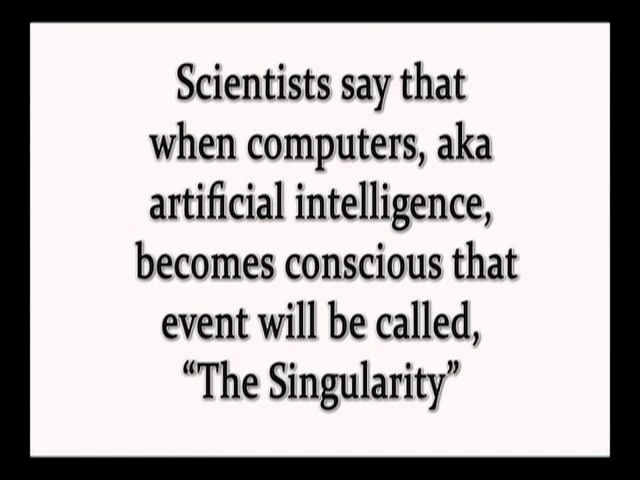 Scientists say that
when computers, aka
artificial intelligence,
becomes conscious that
event will be called,
“The Singularity”